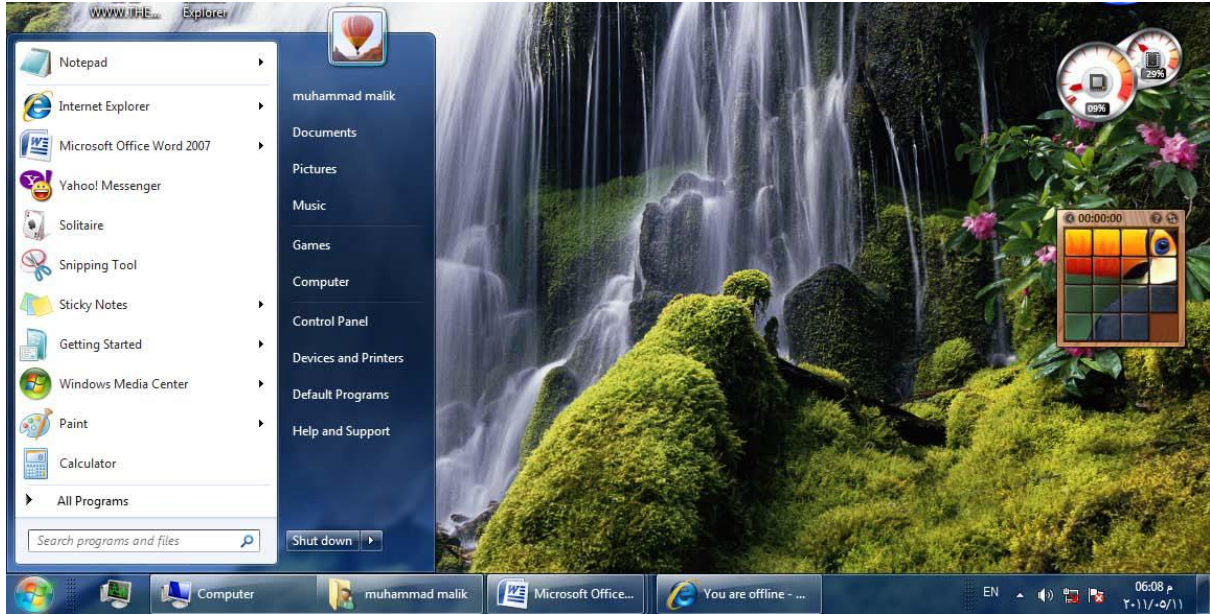 WWW.THE...
Explorer
Notepad
Internet Explorer
Microsoft Office Word 2007
Yahoo! Messenger
Solitaire
Snipping Tool
Sticky Notes
Getting Started
Windows Media Center
Paint
Calculator
All Programs
Search programs and files
muhammad malik
Documents
Pictures
Music
Games
Computer
Control Panel
Devices and Printers
Default Programs
Help and Support
Shut down
29%
09%
00:00:00
Computer
muhammad malik
Microsoft Office...
You are offline - ...
EN
06:08 م
٢٠١١/٠٥/١١